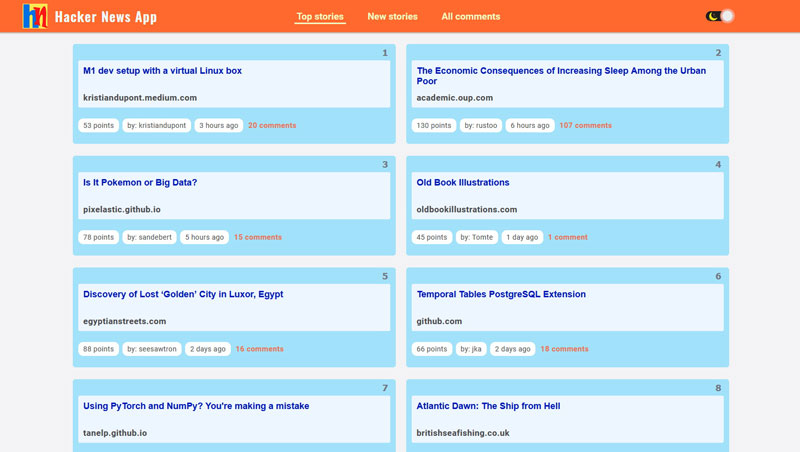 hn Hacker News App
Top stories New stories All comments
1
M1 dev setup with a virtual Linux box
kristiandupont.medium.com
53 points by: kristiandupont 3 hours ago 20 comments
2
The Economic Consequences of Increasing Sleep Among the Urban
Poor
academic.oup.com
130 points by: rustoo 6 hours ago 107 comments
3
Is It Pokemon or Big Data?
pixelastic.github.io
78 points by: sandebert 5 hours ago 15 comments
4
Old Book Illustrations
oldbookillustrations.com
45 points by: Tomte 1 day ago 1 comment
5
Discovery of Lost ‘Golden’ City in Luxor, Egypt
egyptianstreets.com
88 points by: seesawtron 2 days ago 16 comments
6
Temporal Tables PostgreSQL Extension
github.com
66 points by: jka 2 days ago 18 comments
7
Using PyTorch and NumPy? You're making a mistake
tanelp.github.io
8
Atlantic Dawn: The Ship from Hell
britishseafishing.co.uk